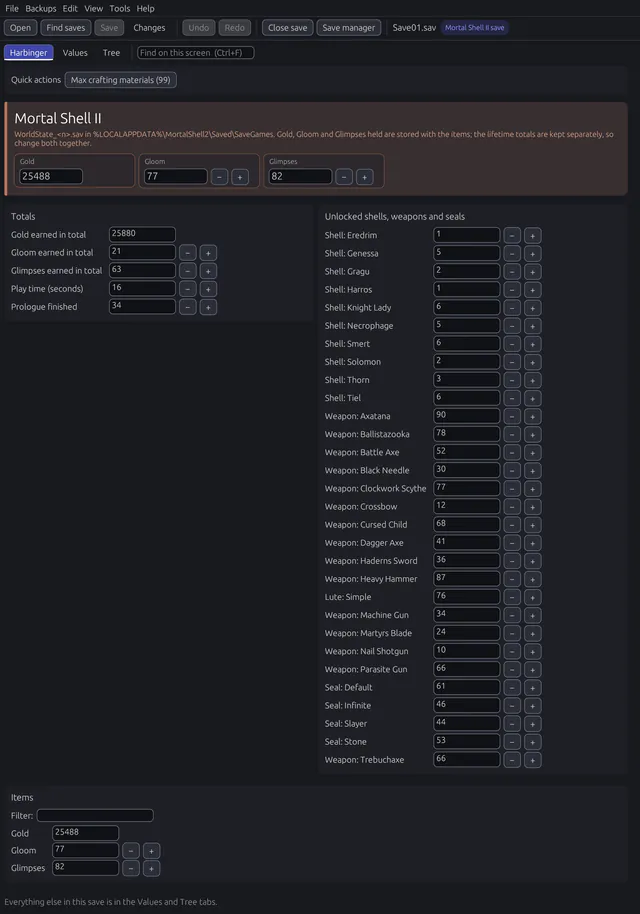 File Backups Edit View Tools Help
Open Find saves Save Changes Undo Redo Close save Save manager Save01.sav Mortal Shell II save
Harbinger Values Tree Find on this screen (Ctrl+F)
Quick actions Max crafting materials (99)
Mortal Shell II
WorldState_<n>.sav in %LOCALAPPDATA%\MortalShell2\Saved\SaveGames. Gold, Gloom and Glimpses held are stored with the items; the lifetime totals are kept separately, so
change both together.
Gold Gloom Glimpses
25488 77 − + 82 − +
Totals
Gold earned in total 25880
Gloom earned in total 21 − +
Glimpses earned in total 63 − +
Play time (seconds) 16 − +
Prologue finished 34 − +
Unlocked shells, weapons and seals
Shell: Eredrim 1 − +
Shell: Genessa 5 − +
Shell: Gragu 2 − +
Shell: Harros 1 − +
Shell: Knight Lady 6 − +
Shell: Necrophage 5 − +
Shell: Smert 6 − +
Shell: Solomon 2 − +
Shell: Thorn 3 − +
Shell: Tiel 6 − +
Weapon: Axatana 90 − +
Weapon: Ballistazooka 78 − +
Weapon: Battle Axe 52 − +
Weapon: Black Needle 30 − +
Weapon: Clockwork Scythe 77 − +
Weapon: Crossbow 12 − +
Weapon: Cursed Child 68 − +
Weapon: Dagger Axe 41 − +
Weapon: Haderns Sword 36 − +
Weapon: Heavy Hammer 87 − +
Lute: Simple 76 − +
Weapon: Machine Gun 34 − +
Weapon: Martyrs Blade 24 − +
Weapon: Nail Shotgun 10 − +
Weapon: Parasite Gun 66 − +
Seal: Default 61 − +
Seal: Infinite 46 − +
Seal: Slayer 44 − +
Seal: Stone 53 − +
Weapon: Trebuchaxe 66 − +
Items
Filter:
Gold 25488
Gloom 77 − +
Glimpses 82 − +
Everything else in this save is in the Values and Tree tabs.